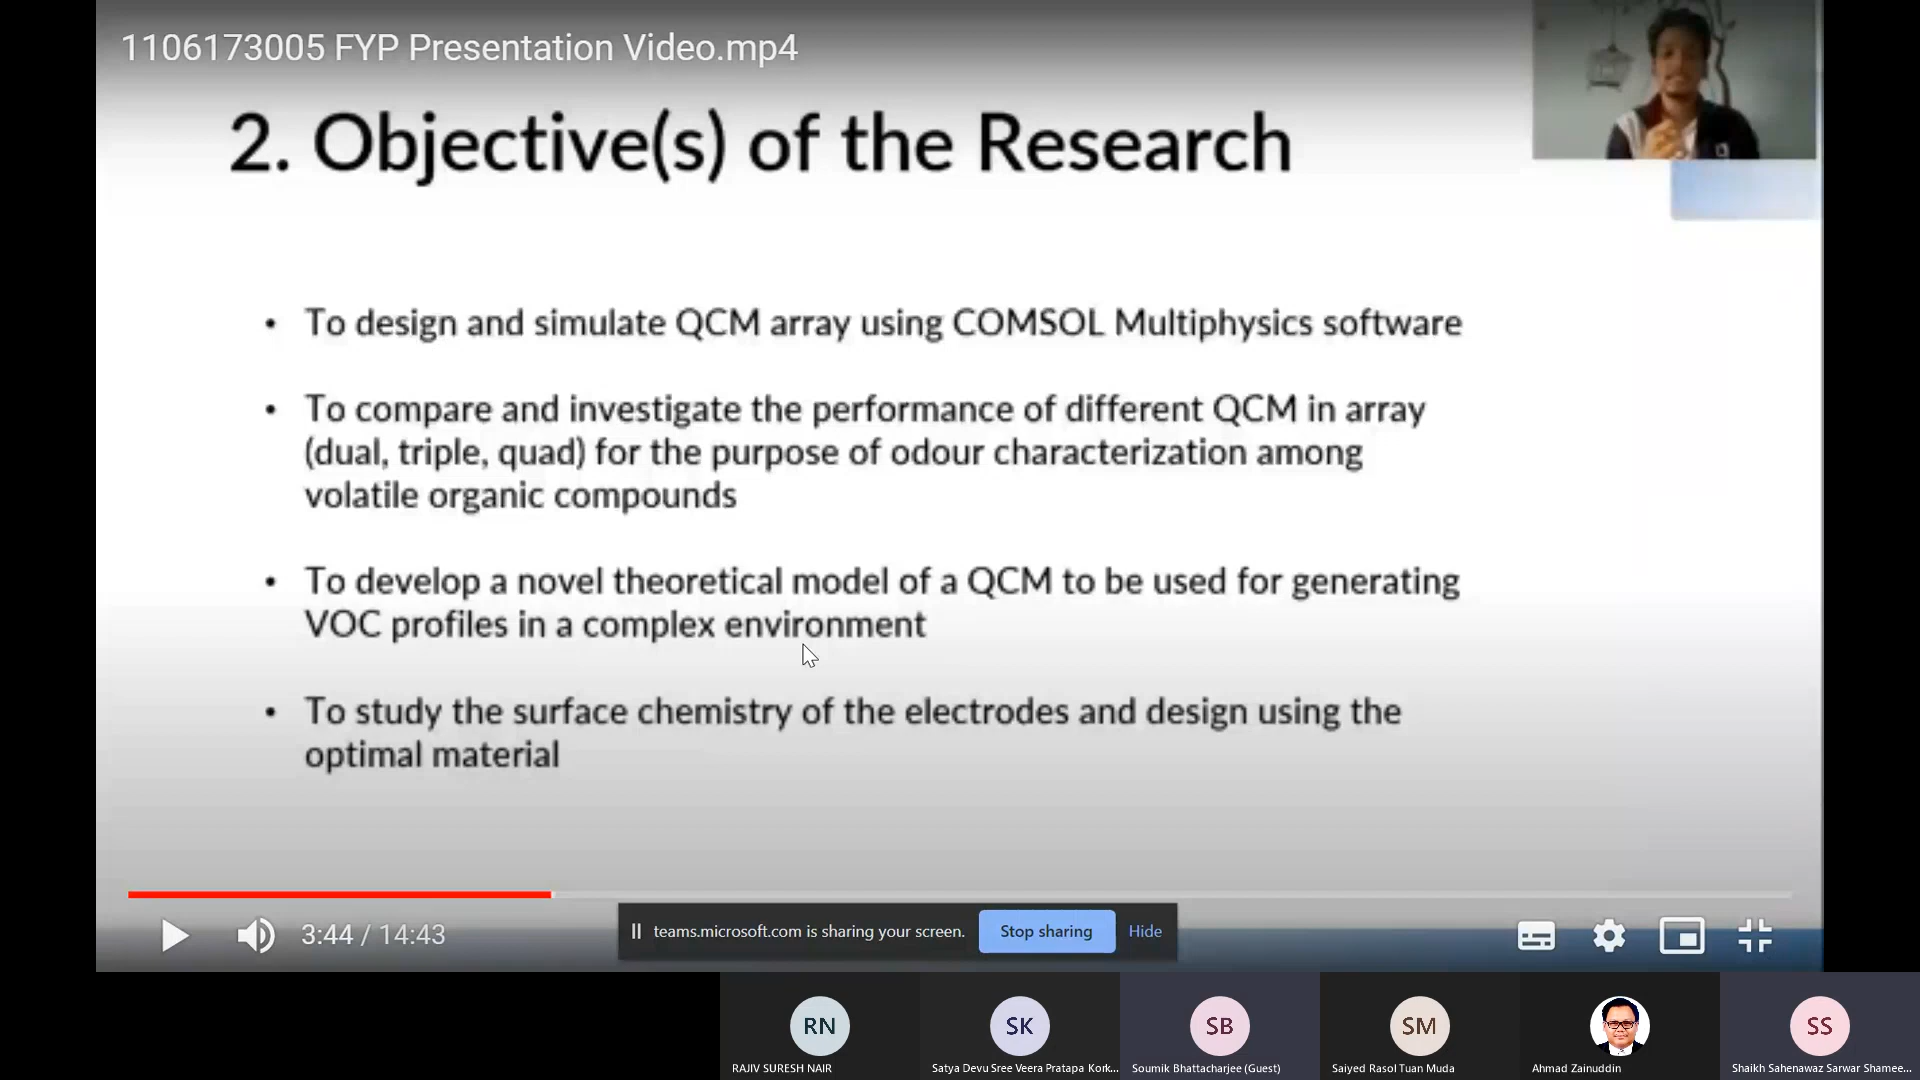 1106173005 FYP Presentation Video.mp4
2. Objective(s) of the Research
• To design and simulate QCM array using COMSOL Multiphysics software
• To compare and investigate the performance of different QCM in array
(dual, triple, quad) for the purpose of odour characterization among
volatile organic compounds
• To develop a novel theoretical model of a QCM to be used for generating
VOC profiles in a complex environment
• To study the surface chemistry of the electrodes and design using the
optimal material
3:44 / 14:43
teams.microsoft.com is sharing your screen. Stop sharing Hide
RN SK SB SM SS
RAJIV SURESH NAIR Satya Devu Sree Veera Pratapa Kork... Soumik Bhattacharjee (Guest) Saiyed Rasol Tuan Muda Ahmad Zainuddin Shaikh Sahenawaz Sarwar Shamee...